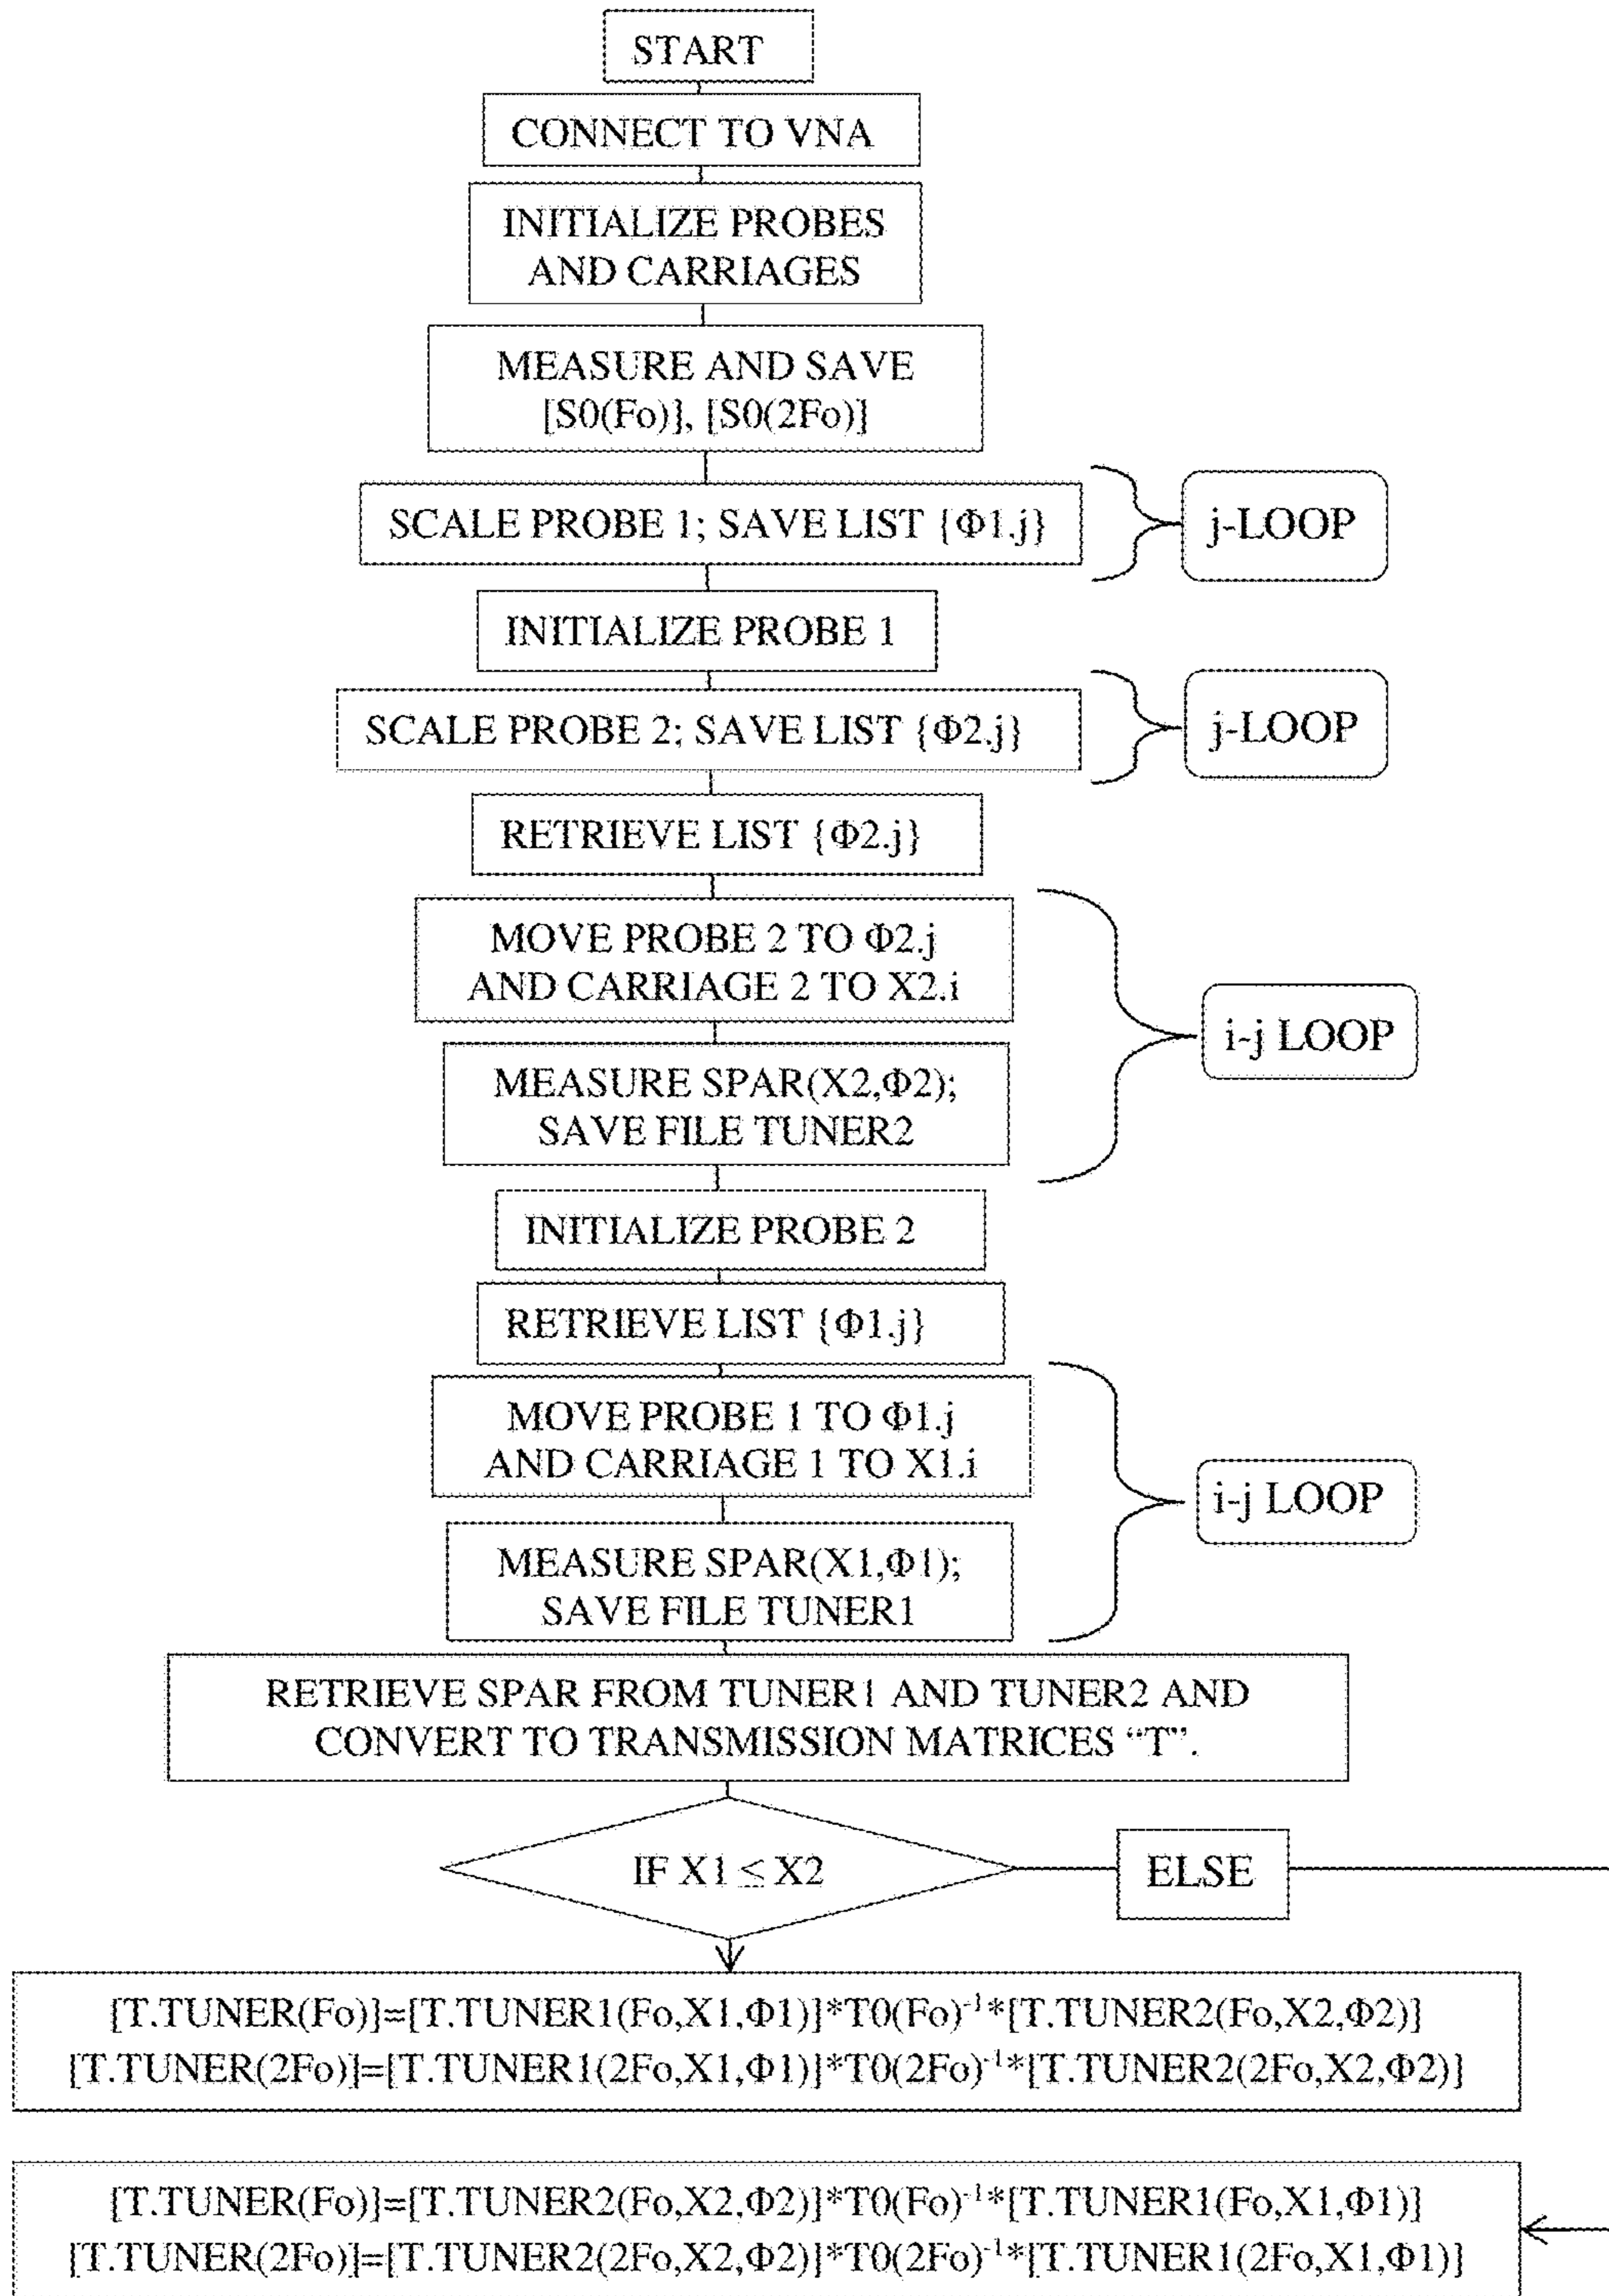 START
CONNECT TO VNA
INITIALIZE PROBES
AND CARRIAGES
MEASURE AND SAVE
[S0(Fo)], [S0(2Fo)]
SCALE PROBE 1; SAVE LIST {Φ1.j}
j-LOOP
INITIALIZE PROBE 1
SCALE PROBE 2; SAVE LIST {Φ2.j}
j-LOOP
RETRIEVE LIST {Φ2.j}
MOVE PROBE 2 TO Φ2.j
AND CARRIAGE 2 TO X2.i
i-j LOOP
MEASURE SPAR(X2,Φ2);
SAVE FILE TUNER2
INITIALIZE PROBE 2
RETRIEVE LIST {Φ1.j}
MOVE PROBE 1 TO Φ1.j
AND CARRIAGE 1 TO X1.i
i-j LOOP
MEASURE SPAR(X1,Φ1);
SAVE FILE TUNER1
RETRIEVE SPAR FROM TUNER1 AND TUNER2 AND
CONVERT TO TRANSMISSION MATRICES “T”.
IF X1 ≤ X2
ELSE
[T.TUNER(Fo)]=[T.TUNER1(Fo,X1,Φ1)]*T0(Fo)⁻¹*[T.TUNER2(Fo,X2,Φ2)]
[T.TUNER(2Fo)]=[T.TUNER1(2Fo,X1,Φ1)]*T0(2Fo)⁻¹*[T.TUNER2(2Fo,X2,Φ2)]
[T.TUNER(Fo)]=[T.TUNER2(Fo,X2,Φ2)]*T0(Fo)⁻¹*[T.TUNER1(Fo,X1,Φ1)]
[T.TUNER(2Fo)]=[T.TUNER2(2Fo,X2,Φ2)]*T0(2Fo)⁻¹*[T.TUNER1(2Fo,X1,Φ1)]